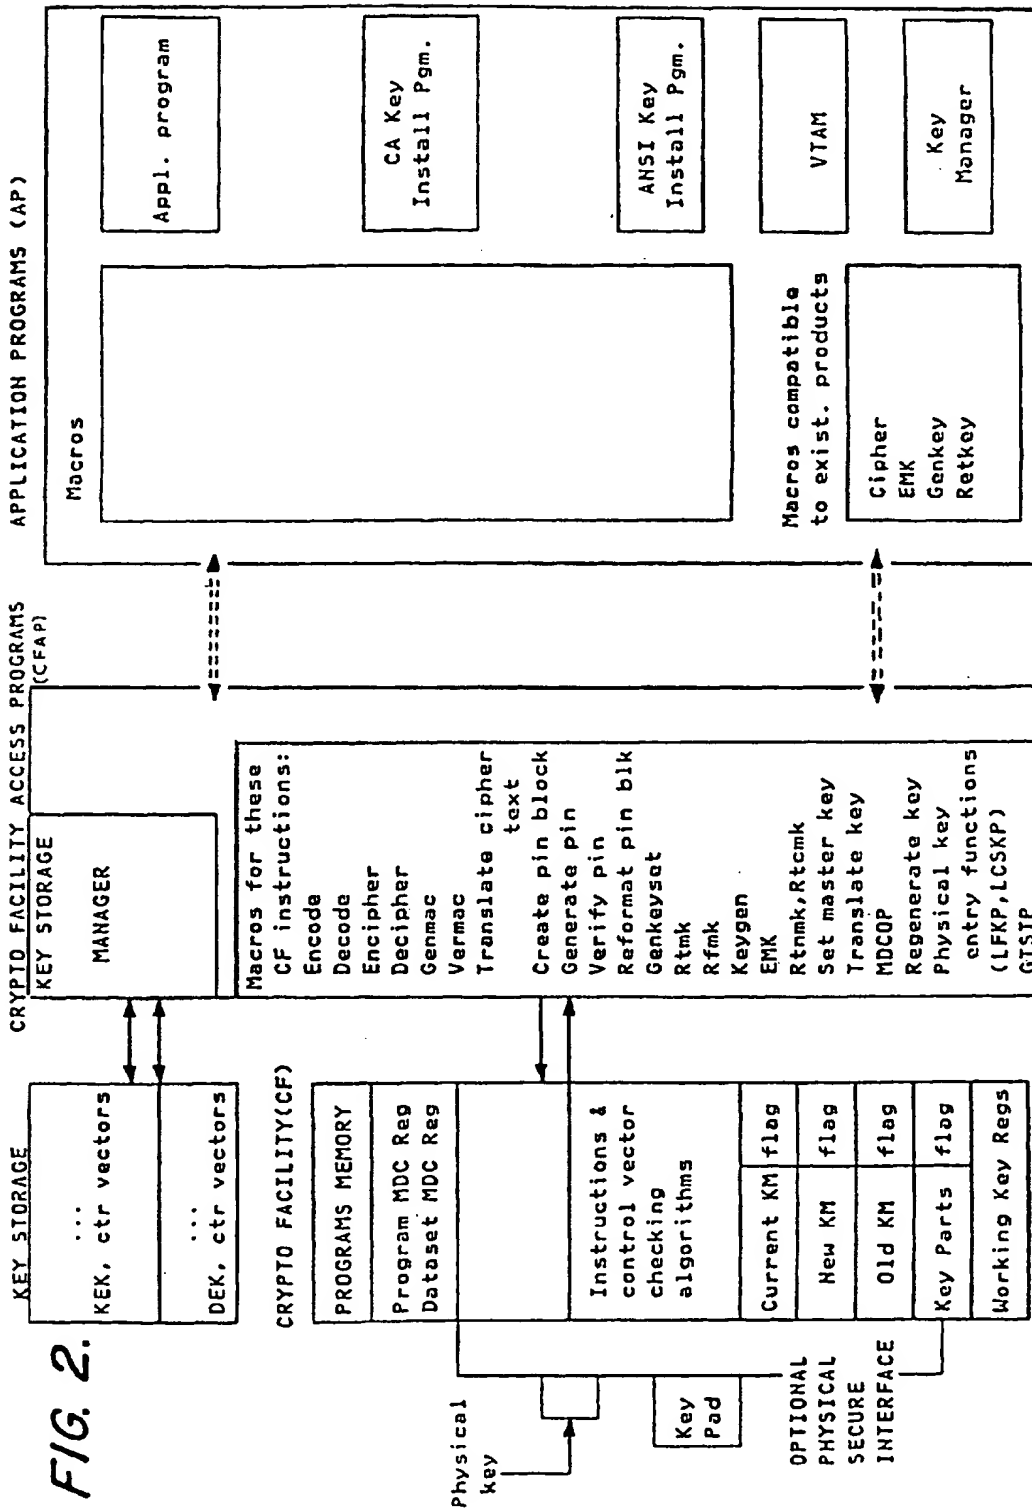 FIG. 2.
KEY STORAGE
...
KEK, ctr vectors
...
DEK, ctr vectors
CRYPTO FACILITY(CF)
PROGRAMS MEMORY
Program MDC Reg
Dataset MDC Reg
Instructions &
control vector
checking
algorithms
Current KM flag
New KM flag
Old KM flag
Key Parts flag
Working Key Regs
Physical
key
Key
Pad
OPTIONAL
PHYSICAL
SECURE
INTERFACE
CRYPTO FACILITY ACCESS PROGRAMS
(CFAP)
KEY STORAGE
MANAGER
Macros for these
CF instructions:
Encode
Decode
Encipher
Decipher
Genmac
Vermac
Translate cipher
text
Create pin block
Generate pin
Verify pin
Reformat pin blk
Genkeyset
Rtmk
Rfmk
Keygen
EMK
Rtnmk,Rtcmk
Set master key
Translate key
MDCOP
Regenerate key
Physical key
entry functions
(LFKP,LCSKP)
APPLICATION PROGRAMS (AP)
Macros
Appl. program
CA Key
Install Pgm.
ANSI Key
Install Pgm.
VTAM
Key
Manager
Macros compatible
to exist. products
Cipher
EMK
Genkey
Retkey